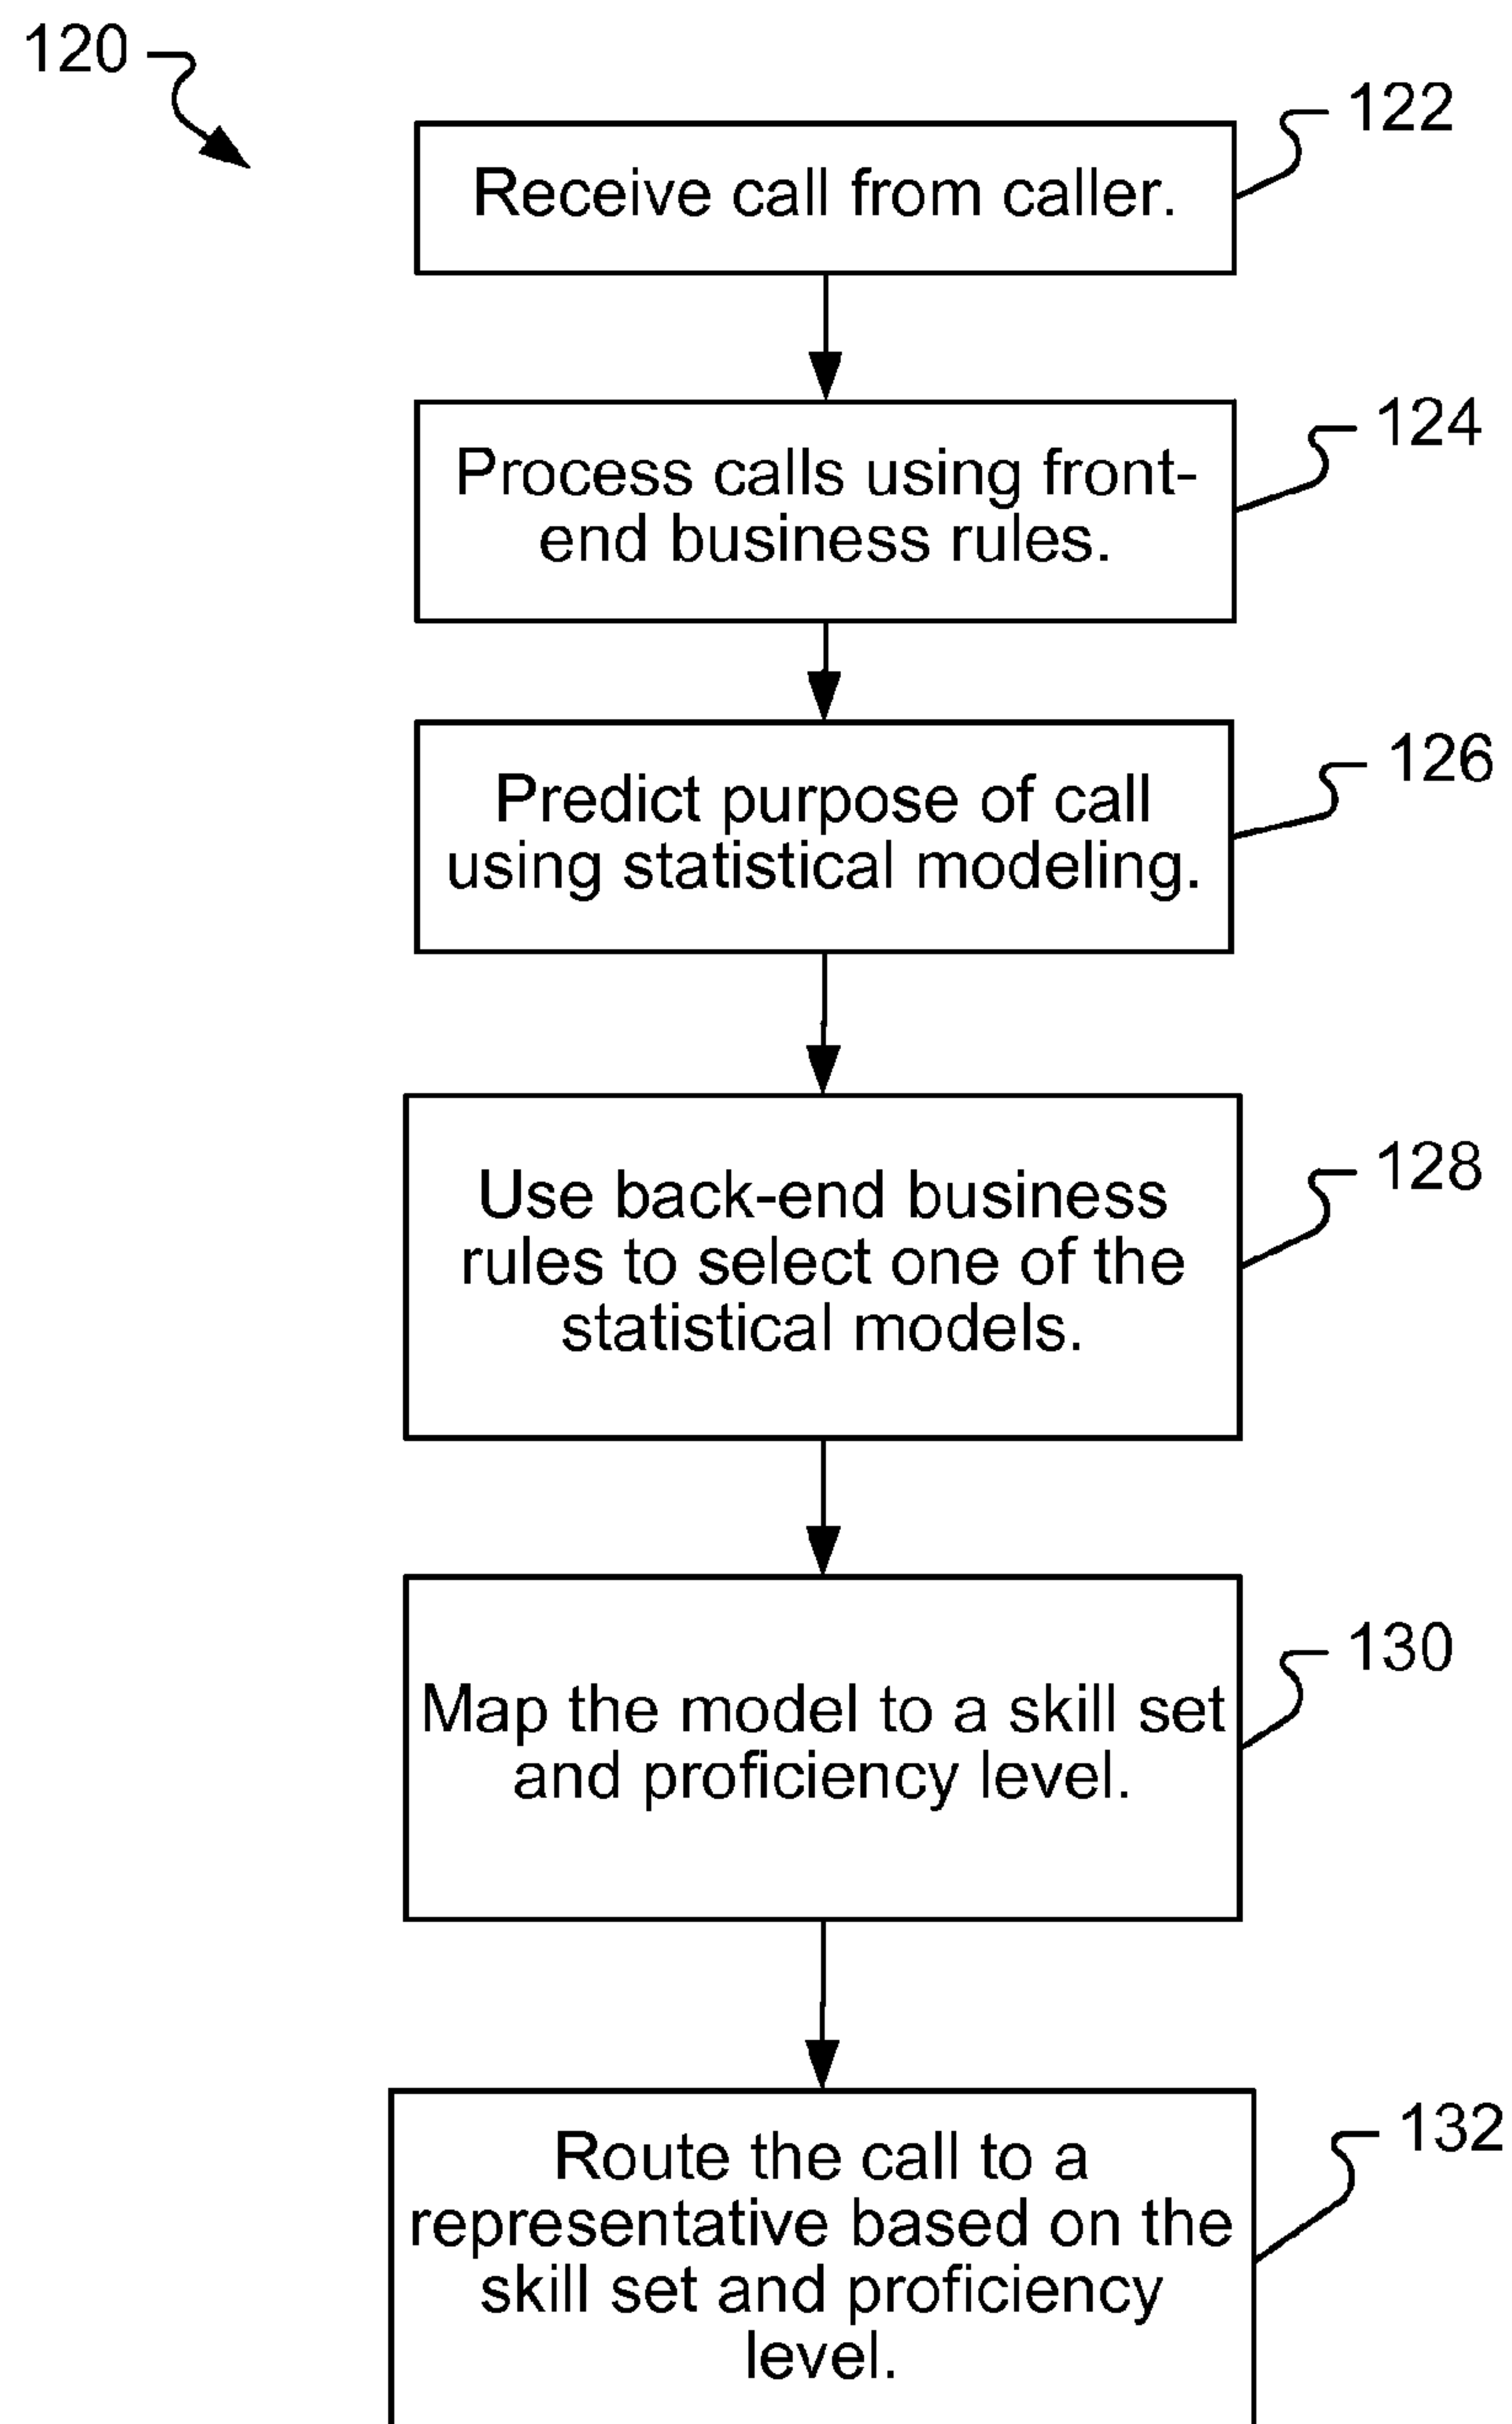 120
122
Receive call from caller.
124
Process calls using front-
end business rules.
126
Predict purpose of call
using statistical modeling.
128
Use back-end business
rules to select one of the
statistical models.
130
Map the model to a skill set
and proficiency level.
132
Route the call to a
representative based on the
skill set and proficiency
level.